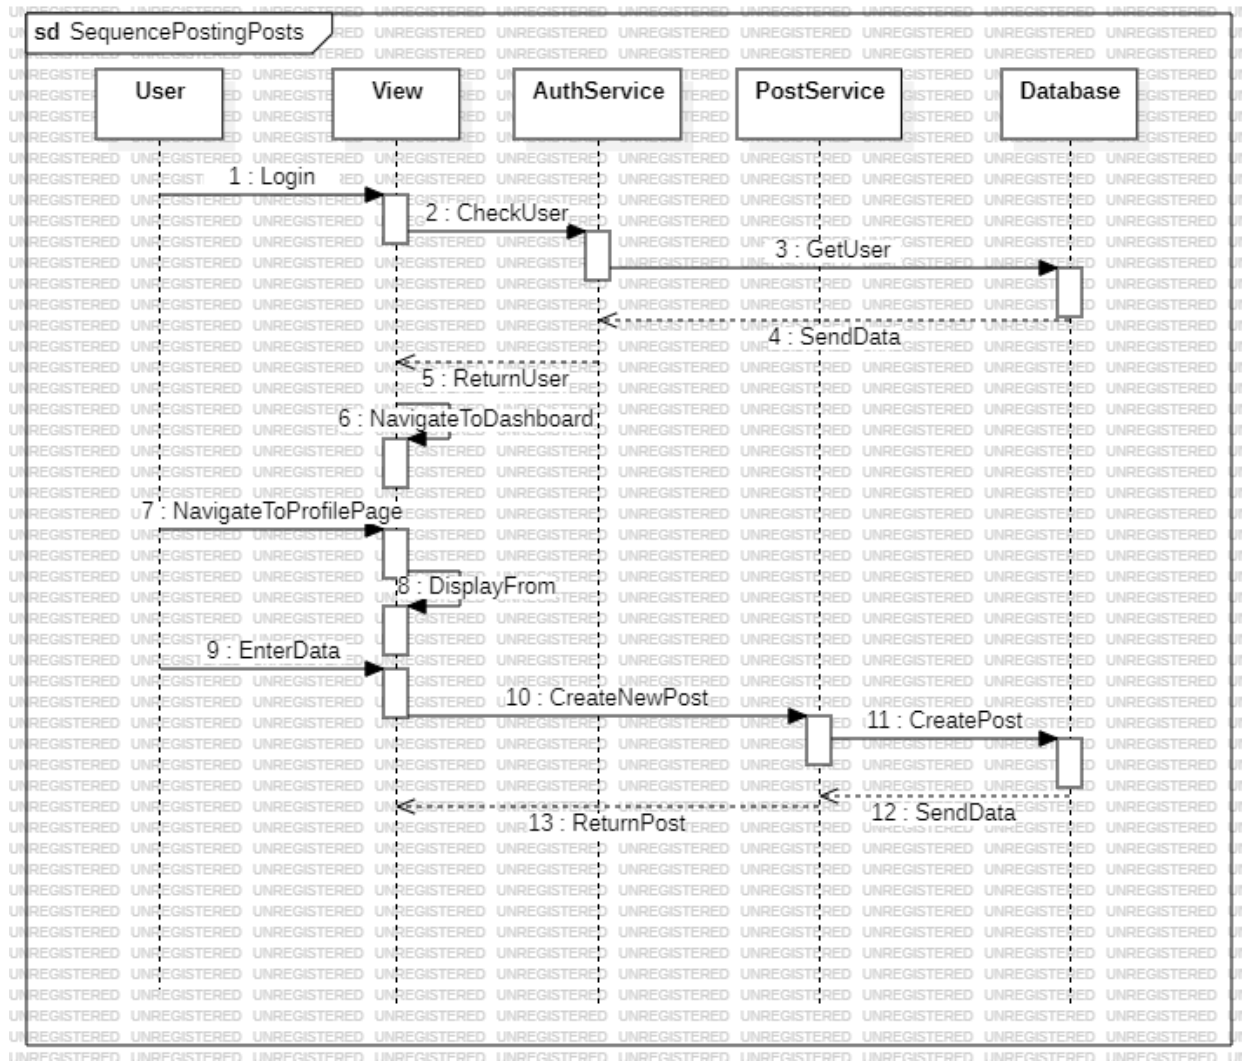 sd SequencePostingPosts
User
View
AuthService
PostService
Database
1 : Login
2 : CheckUser
3 : GetUser
4 : SendData
5 : ReturnUser
6 : NavigateToDashboard
7 : NavigateToProfilePage
8 : DisplayFrom
9 : EnterData
10 : CreateNewPost
11 : CreatePost
12 : SendData
13 : ReturnPost
UNREGISTERED